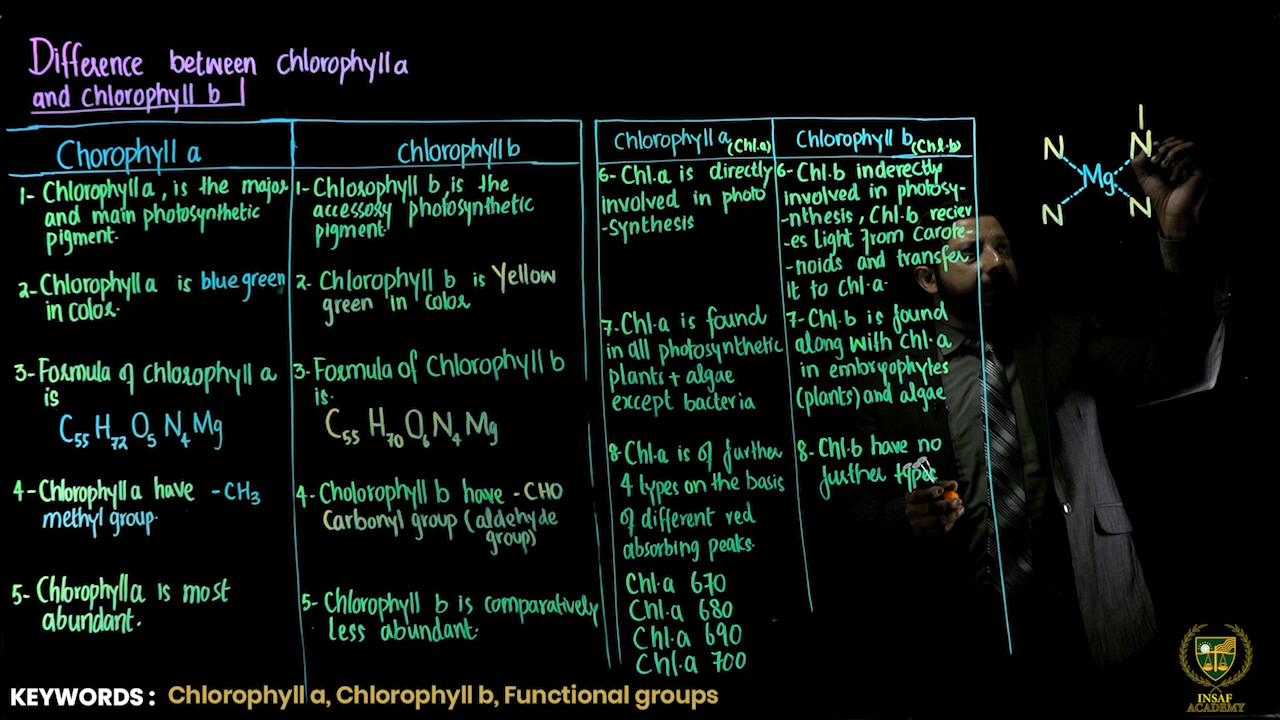 Difference between chlorophyll a
and chlorophyll b
Chorophyll a
1- Chlorophyll a, is the major
and main photosynthetic
pigment.
2- Chlorophyll a is blue green
in color.
3- Formula of chlorophyll a
is
C55 H72 O5 N4 Mg
4- Chlorophyll a have -CH3
methyl group.
5- Chlorophyll a is most
abundant.
Chlorophyll b
1- Chlorophyll b, is the
accessory photosynthetic
pigment.
2- Chlorophyll b is Yellow
green in color
3- Formula of Chlorophyll b
is.
C55 H70 O6 N4 Mg
4- Cholorophyll b have -CHO
Carbonyl group (aldehyde
group)
5- Chlorophyll b is comparatively
less abundant.
Chlorophyll a (Chl.a)
6- Chl.a is directly
involved in photo
-synthesis
7- Chl.a is found
in all photosynthetic
plants + algae
except bacteria
8- Chl.a is of further
4 types on the basis
of different red
absorbing peaks.
Chl.a 670
Chl.a 680
Chl.a 690
Chl.a 700
Chlorophyll b (Chl.b)
6- Chl.b inderectly
involved in photosy-
-nthesis, Chl.b reciev
-es Light from Carote-
-noids and transfer
it to chl.a.
7- Chl.b is found
along with Chl.a
in embryophytes
(plants) and algae
8- Chl.b have no
further types
N N
Mg
N N
KEYWORDS : Chlorophyll a, Chlorophyll b, Functional groups
INSAF
ACADEMY